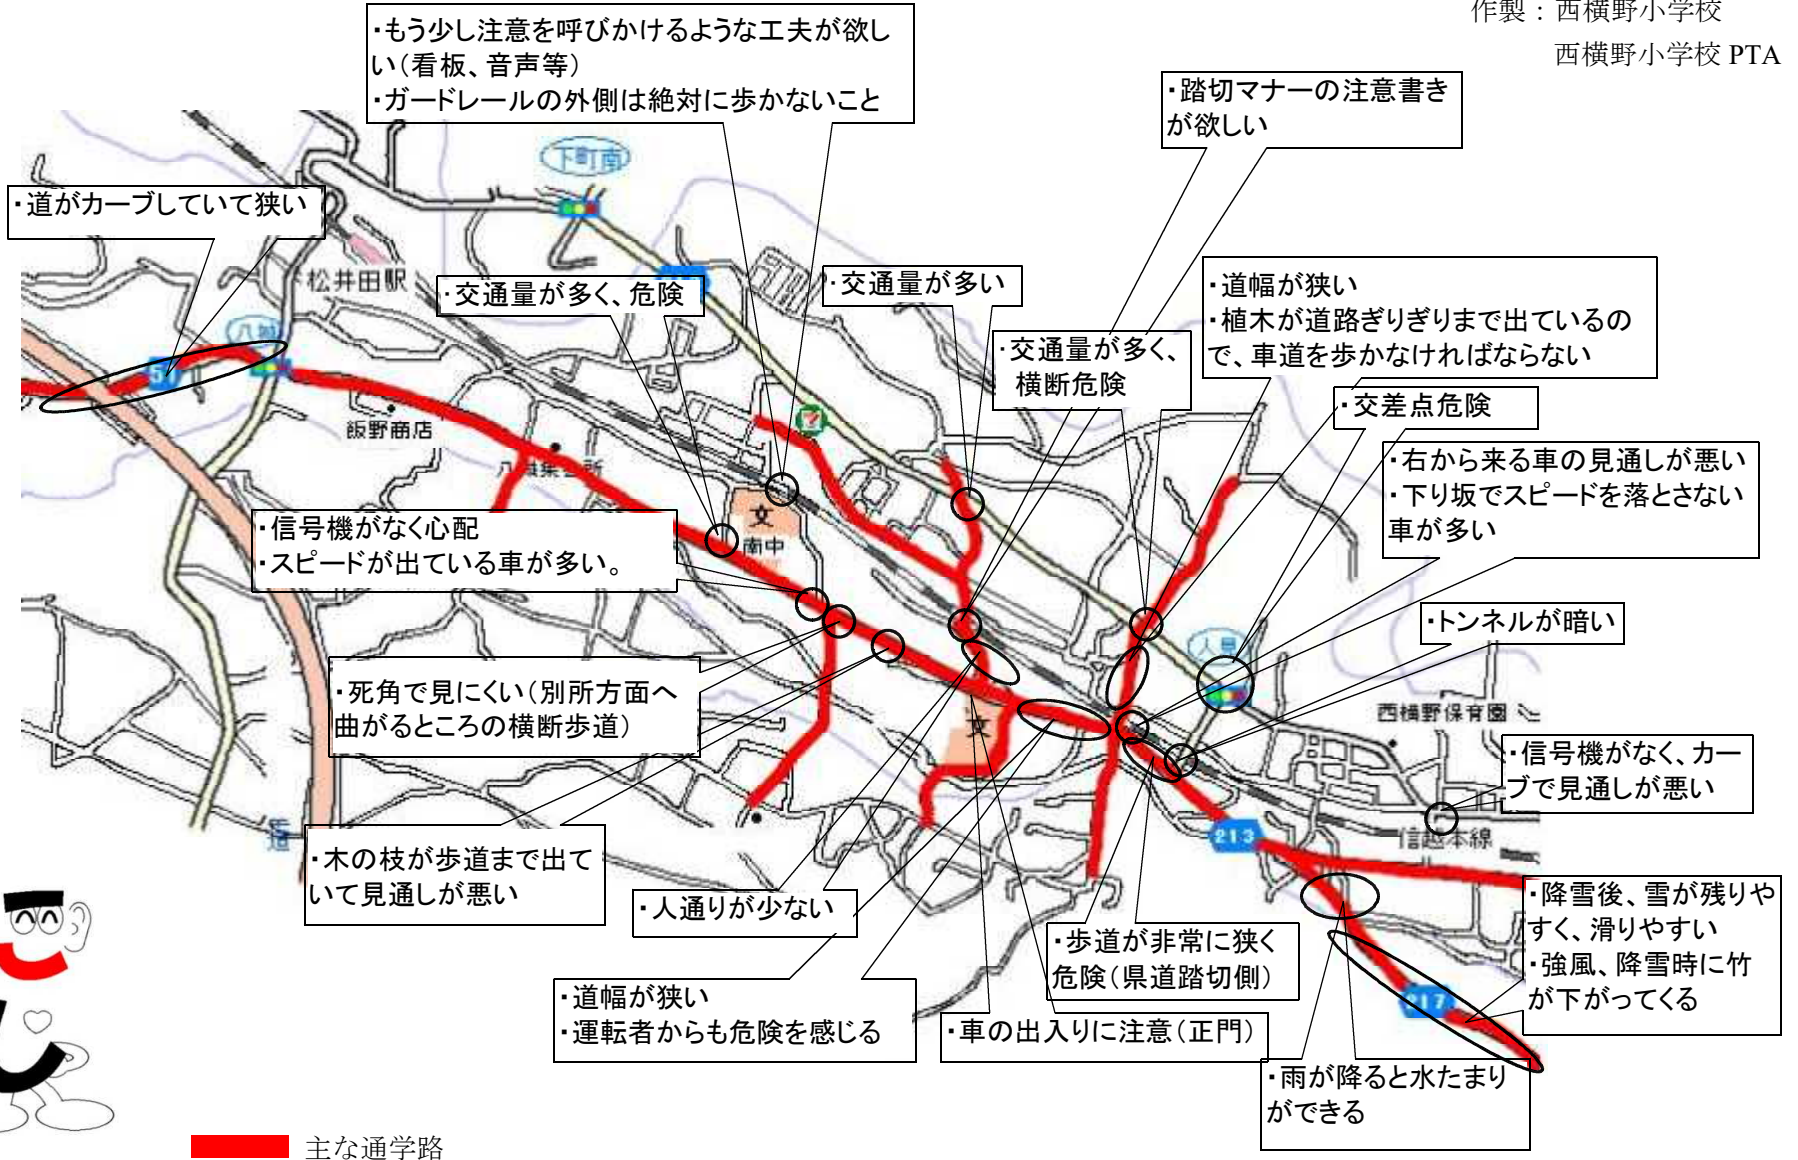 作製：西横野小学校
西横野小学校 PTA
・もう少し注意を呼びかけるような工夫が欲し
い（看板、音声等）
・ガードレールの外側は絶対に歩かないこと
・踏切マナーの注意書き
が欲しい
下町南
・道がカーブしていて狭い
松井田駅
・交通量が多く、危険
・交通量が多い
・道幅が狭い
・植木が道路ぎりぎりまで出ているの
で、車道を歩かなければならない
・交通量が多く、
横断危険
・交差点危険
飯野商店
・右から来る車の見通しが悪い
・下り坂でスピードを落とさない
車が多い
・信号機がなく心配
・スピードが出ている車が多い。
文
南中
・トンネルが暗い
人見
・死角で見にくい（別所方面へ
曲がるところの横断歩道）
文
西横野保育園
・信号機がなく、カー
ブで見通しが悪い
213
信越本線
・木の枝が歩道まで出て
いて見通しが悪い
・人通りが少ない
・歩道が非常に狭く
危険（県道踏切側）
・降雪後、雪が残りや
すく、滑りやすい
・強風、降雪時に竹
が下がってくる
217
・道幅が狭い
・運転者からも危険を感じる
・車の出入りに注意（正門）
・雨が降ると水たまり
ができる
主な通学路